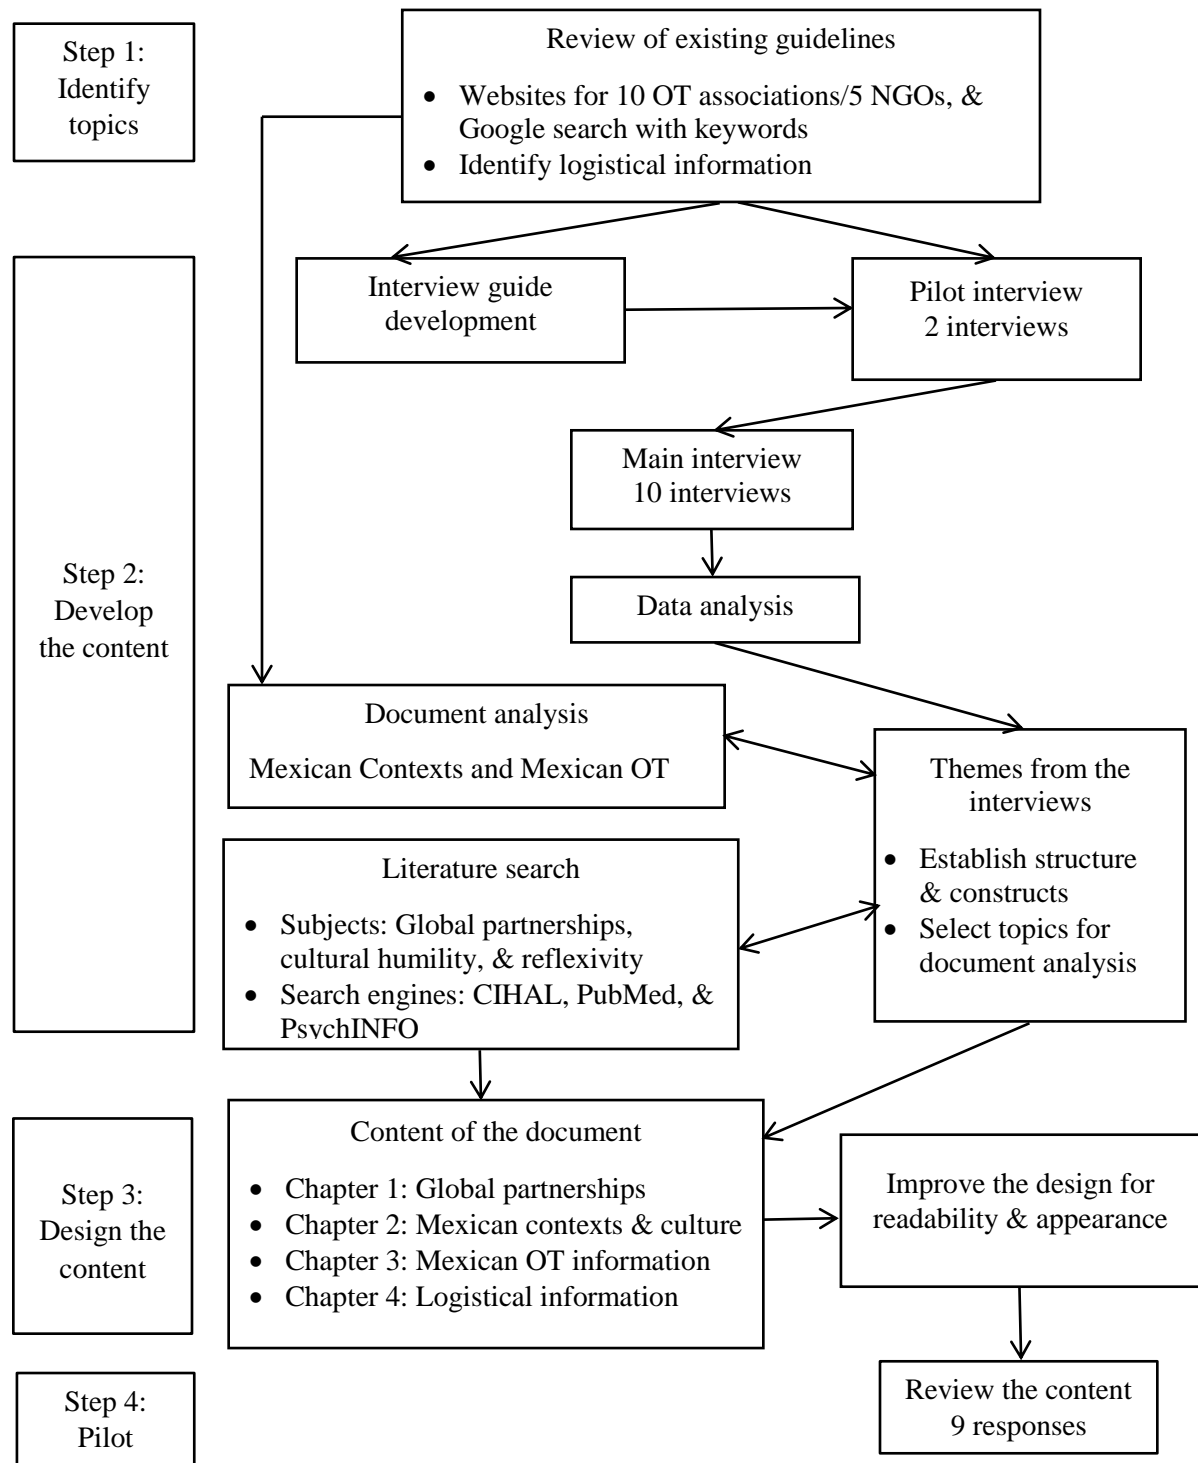 Step 1:
Identify
topics
Review of existing guidelines
• Websites for 10 OT associations/5 NGOs, &
Google search with keywords
• Identify logistical information
Step 2:
Develop
the content
Interview guide
development
Pilot interview
2 interviews
Main interview
10 interviews
Data analysis
Document analysis
Mexican Contexts and Mexican OT
Themes from the
interviews
• Establish structure
& constructs
• Select topics for
document analysis
Literature search
• Subjects: Global partnerships,
cultural humility, & reflexivity
• Search engines: CIHAL, PubMed, &
PsychINFO
Step 3:
Design the
content
Content of the document
• Chapter 1: Global partnerships
• Chapter 2: Mexican contexts & culture
• Chapter 3: Mexican OT information
• Chapter 4: Logistical information
Improve the design for
readability & appearance
Step 4:
Pilot
Review the content
9 responses